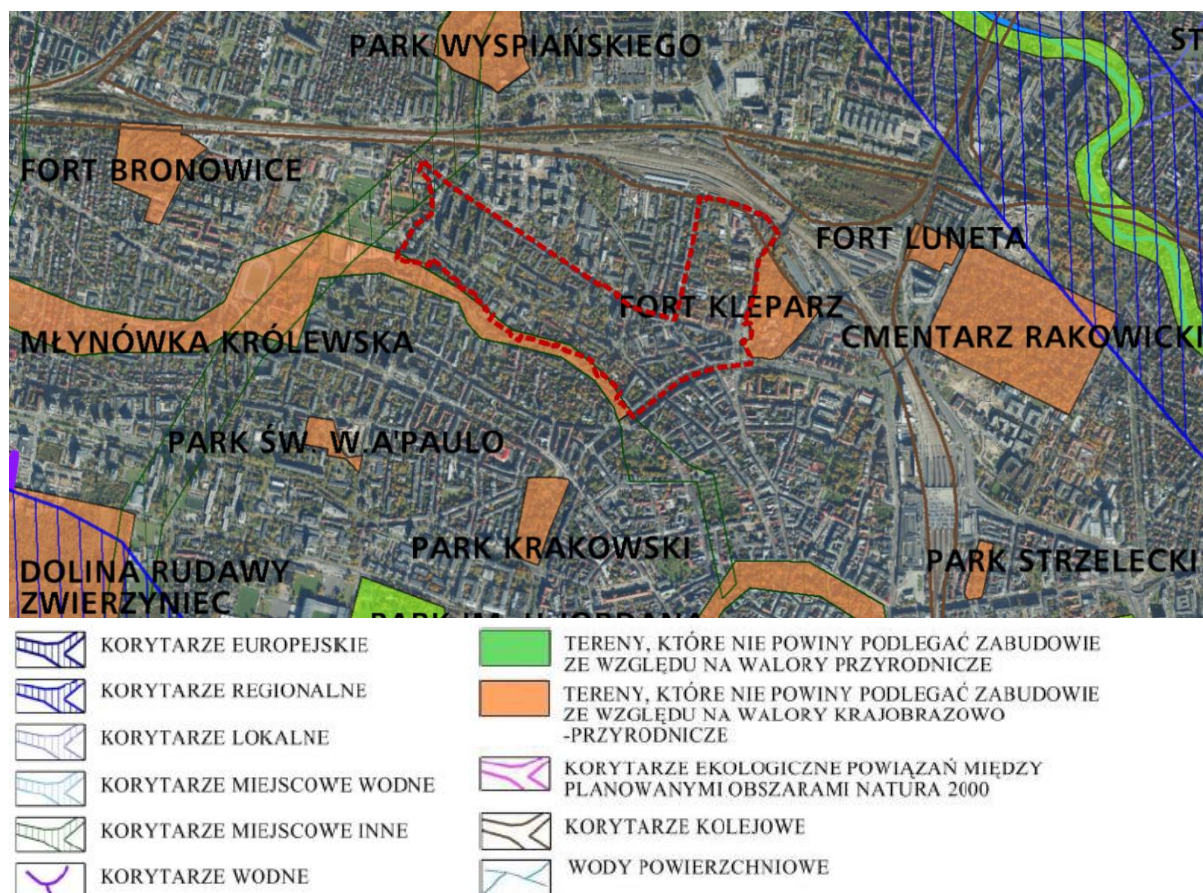 PARK WYSPIAŃSKIEGO
ST
FORT BRONOWICE
FORT LUNETA
FORT KLEPARZ
MŁYNÓWKA KRÓLEWSKA
CMENTARZ RAKOWICKI
PARK ŚW. W.A'PAULO
PARK KRAKOWSKI
PARK STRZELECKI
DOLINA RUDAWY
ZWIERZYNIEC
KORYTARZE EUROPEJSKIE
KORYTARZE REGIONALNE
KORYTARZE LOKALNE
KORYTARZE MIEJSCOWE WODNE
KORYTARZE MIEJSCOWE INNE
KORYTARZE WODNE
TERENY, KTÓRE NIE POWINY PODLEGAĆ ZABUDOWIE
ZE WZGLĘDU NA WALORY PRZYRODNICZE
TERENY, KTÓRE NIE POWINY PODLEGAĆ ZABUDOWIE
ZE WZGLĘDU NA WALORY KRAJOBRAZOWO
-PRZYRODNICZE
KORYTARZE EKOLOGICZNE POWIĄZAŃ MIĘDZY
PLANOWANYMI OBSZARAMI NATURA 2000
KORYTARZE KOLEJOWE
WODY POWIERZCHNIOWE